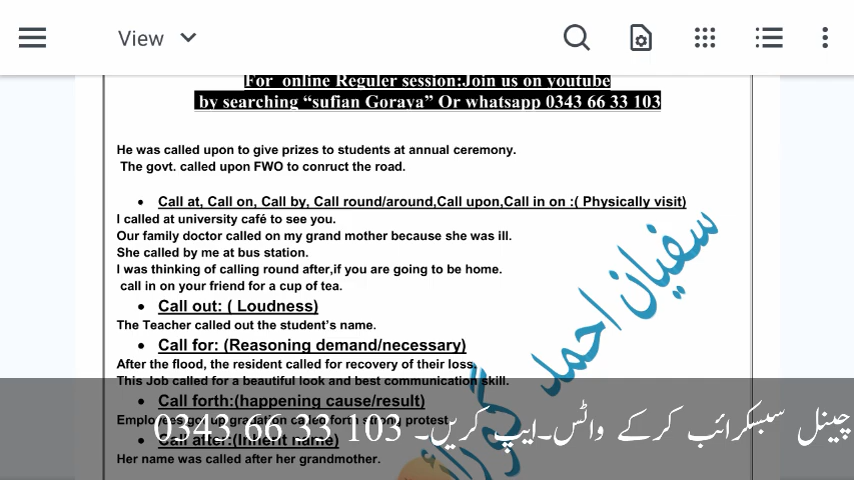 View
For online Reguler session:Join us on youtube
by searching “sufian Goraya” Or whatsapp 0343 66 33 103
He was called upon to give prizes to students at annual ceremony.
The govt. called upon FWO to conruct the road.
• Call at, Call on, Call by, Call round/around,Call upon,Call in on :( Physically visit)
I called at university café to see you.
Our family doctor called on my grand mother because she was ill.
She called by me at bus station.
I was thinking of calling round after,if you are going to be home.
call in on your friend for a cup of tea.
• Call out: ( Loudness)
The Teacher called out the student’s name.
• Call for: (Reasoning demand/necessary)
After the flood, the resident called for recovery of their loss.
This Job called for a beautiful look and best communication skill.
• Call forth:(happening cause/result)
Employees get up gradation called forth strong protest
• Call after:(Inherit name)
Her name was called after her grandmother.
سفیان احمد
چینل سبسکرائب کرکے واٹس۔ایپ کریں۔ 0343 66 33 103